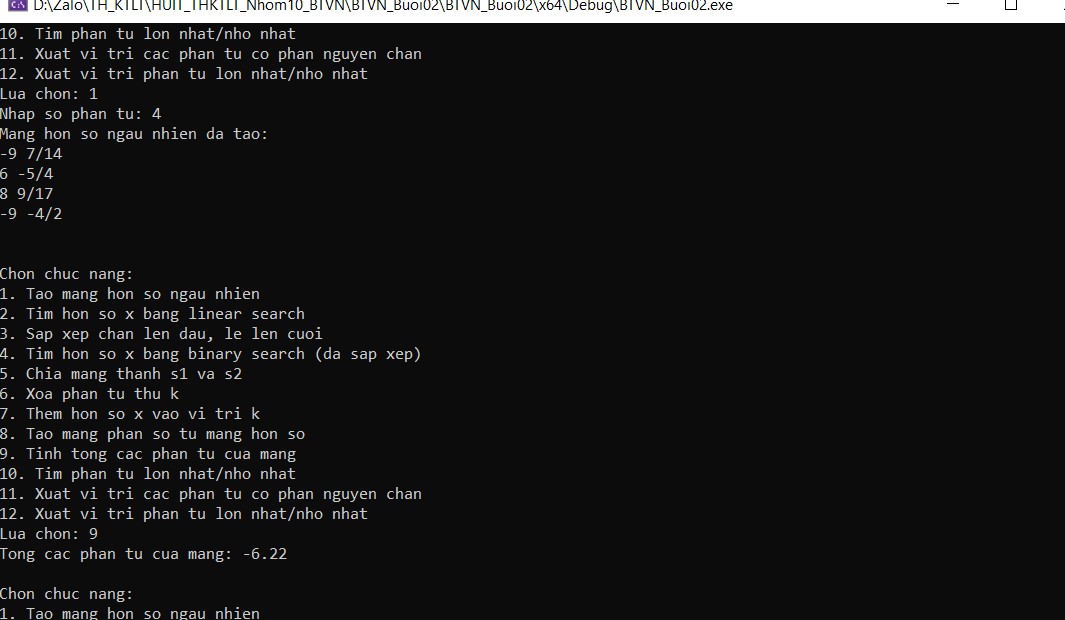 D:\Zalo\TH_KTLT\HUIT_THKTLT_Nhom10_BTVN\BTVN_Buoi02\BTVN_Buoi02\x64\Debug\BTVN_Buoi02.exe
10. Tim phan tu lon nhat/nho nhat
11. Xuat vi tri cac phan tu co phan nguyen chan
12. Xuat vi tri phan tu lon nhat/nho nhat
Lua chon: 1
Nhap so phan tu: 4
Mang hon so ngau nhien da tao:
-9 7/14
6 -5/4
8 9/17
-9 -4/2
Chon chuc nang:
1. Tao mang hon so ngau nhien
2. Tim hon so x bang linear search
3. Sap xep chan len dau, le len cuoi
4. Tim hon so x bang binary search (da sap xep)
5. Chia mang thanh s1 va s2
6. Xoa phan tu thu k
7. Them hon so x vao vi tri k
8. Tao mang phan so tu mang hon so
9. Tinh tong cac phan tu cua mang
10. Tim phan tu lon nhat/nho nhat
11. Xuat vi tri cac phan tu co phan nguyen chan
12. Xuat vi tri phan tu lon nhat/nho nhat
Lua chon: 9
Tong cac phan tu cua mang: -6.22
Chon chuc nang:
1. Tao mang hon so ngau nhien